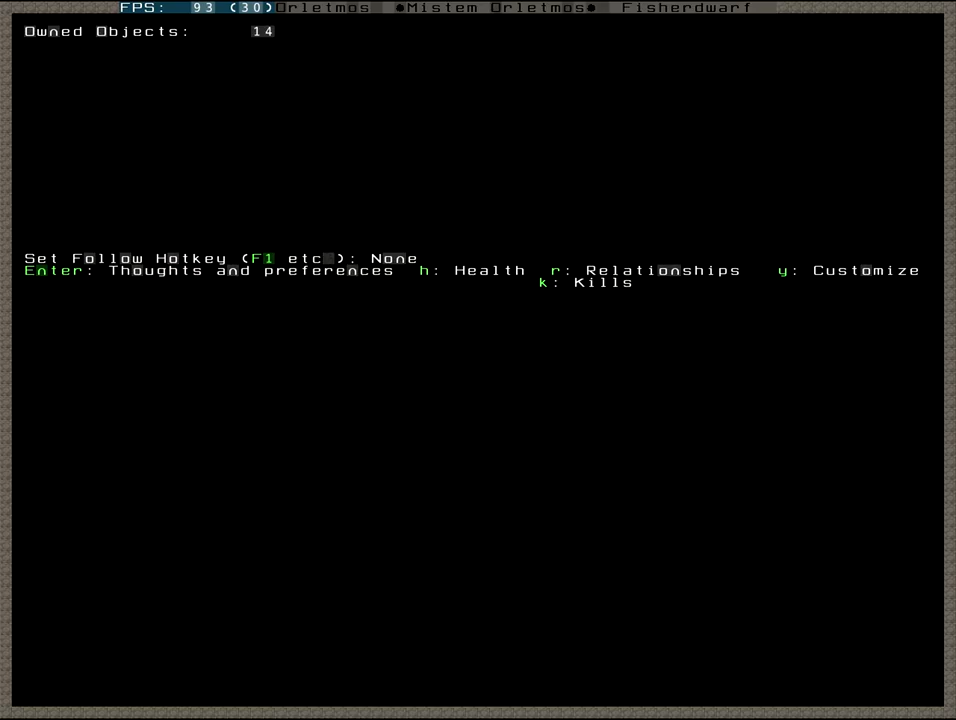 FPS: 93 (30) Orletmos ☼Mistem Orletmos☼ Fisherdwarf
Owned Objects: 14
Set Follow Hotkey (F1 etc.): None
Enter: Thoughts and preferences h: Health r: Relationships y: Customize
k: Kills